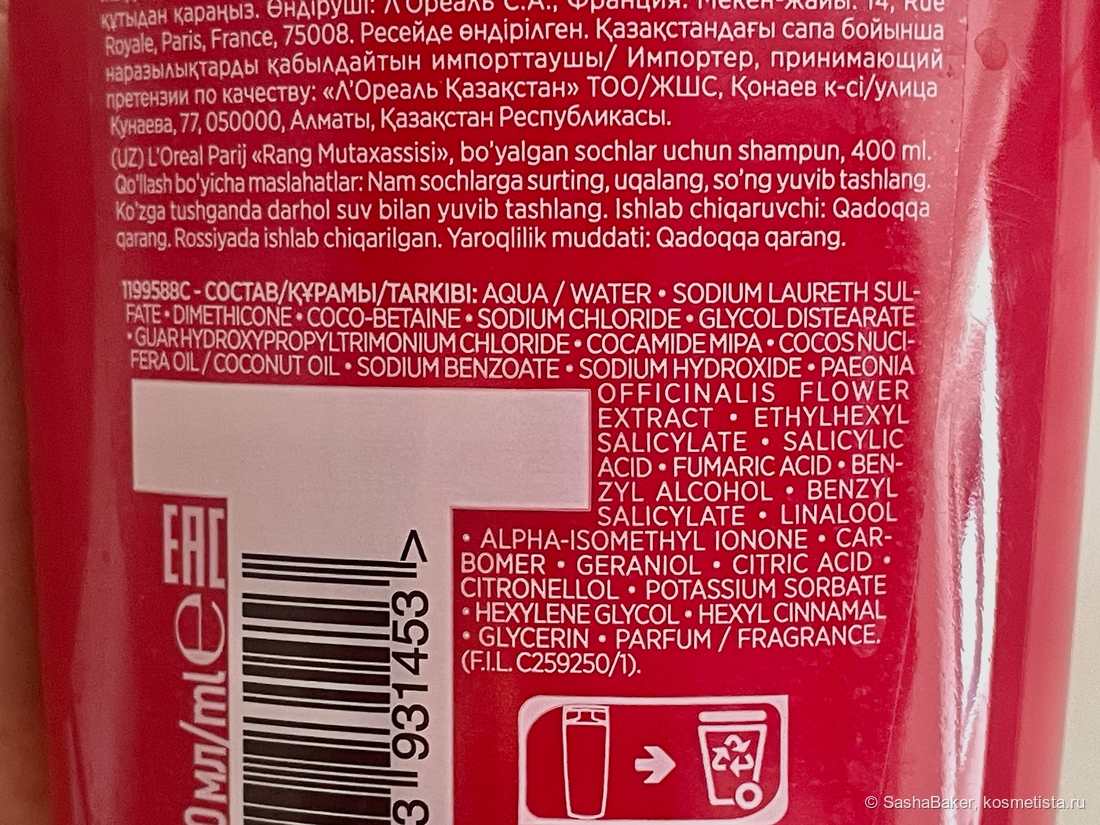 қутыдан қараңыз. Өндіруші: Л'Ореаль С.А., Франция. Мекен-жайы: 14, Rue
Royale, Paris, France, 75008. Ресейде өндірілген. Қазақстандағы сапа бойынша
наразылықтарды қабылдайтын импорттаушы/ Импортер, принимающий
претензии по качеству: «Л'Ореаль Қазақстан» ТОО/ЖШС, Қонаев к-сі/улица
Кунаева, 77, 050000, Алматы, Қазақстан Республикасы.
(UZ) L'Oreal Parij «Rang Mutaxassisi», bo'yalgan sochlar uchun shampun, 400 ml.
Qo'llash bo'yicha maslahatlar: Nam sochlarga surting, uqalang, so'ng yuvib tashlang.
Ko'zga tushganda darhol suv bilan yuvib tashlang. Ishlab chiqaruvchi: Qadoqqa
qarang. Rossiyada ishlab chiqarilgan. Yaroqlilik muddati: Qadoqqa qarang.
1199588C - СОСТАВ/ҚҰРАМЫ/TARKIBI: AQUA / WATER • SODIUM LAURETH SUL-
FATE • DIMETHICONE • COCO-BETAINE • SODIUM CHLORIDE • GLYCOL DISTEARATE
• GUAR HYDROXYPROPYLTRIMONIUM CHLORIDE • COCAMIDE MIPA • COCOS NUCI-
FERA OIL / COCONUT OIL • SODIUM BENZOATE • SODIUM HYDROXIDE • PAEONIA
OFFICINALIS FLOWER
EXTRACT • ETHYLHEXYL
SALICYLATE • SALICYLIC
ACID • FUMARIC ACID • BEN-
ZYL ALCOHOL • BENZYL
SALICYLATE • LINALOOL
• ALPHA-ISOMETHYL IONONE • CAR-
BOMER • GERANIOL • CITRIC ACID •
CITRONELLOL • POTASSIUM SORBATE
• HEXYLENE GLYCOL • HEXYL CINNAMAL
• GLYCERIN • PARFUM / FRAGRANCE.
(F.I.L. C259250/1).
EAC
0 мл/ml e
3 931453 >
© SashaBaker, kosmetista.ru